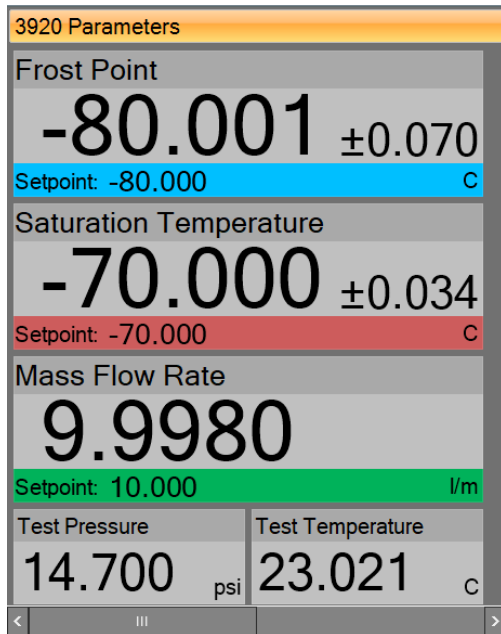 3920 Parameters
Frost Point
-80.001 ±0.070
Setpoint: -80.000 C
Saturation Temperature
-70.000 ±0.034
Setpoint: -70.000 C
Mass Flow Rate
9.9980
Setpoint: 10.000 l/m
Test Pressure Test Temperature
14.700 psi 23.021 C